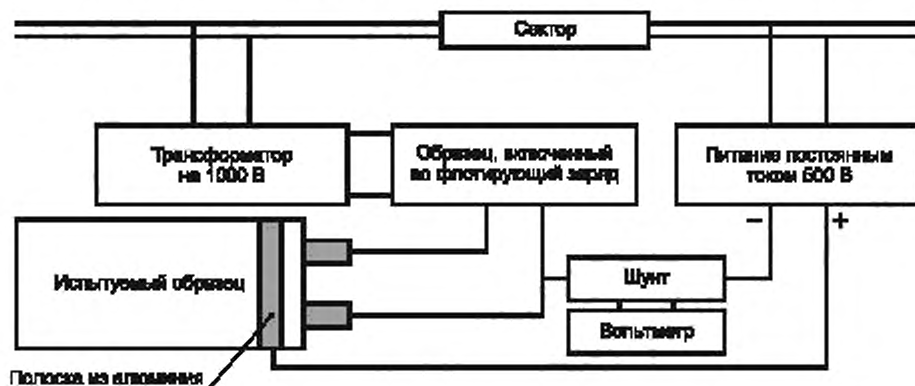 Сектор
Трансформатор
на 1000 В
Образец, включенный
во флотирующий заряд
Питание постоянным
током 500 В
– +
Испытуемый образец
Шунт
Вольтметр
Полоска из алюминия